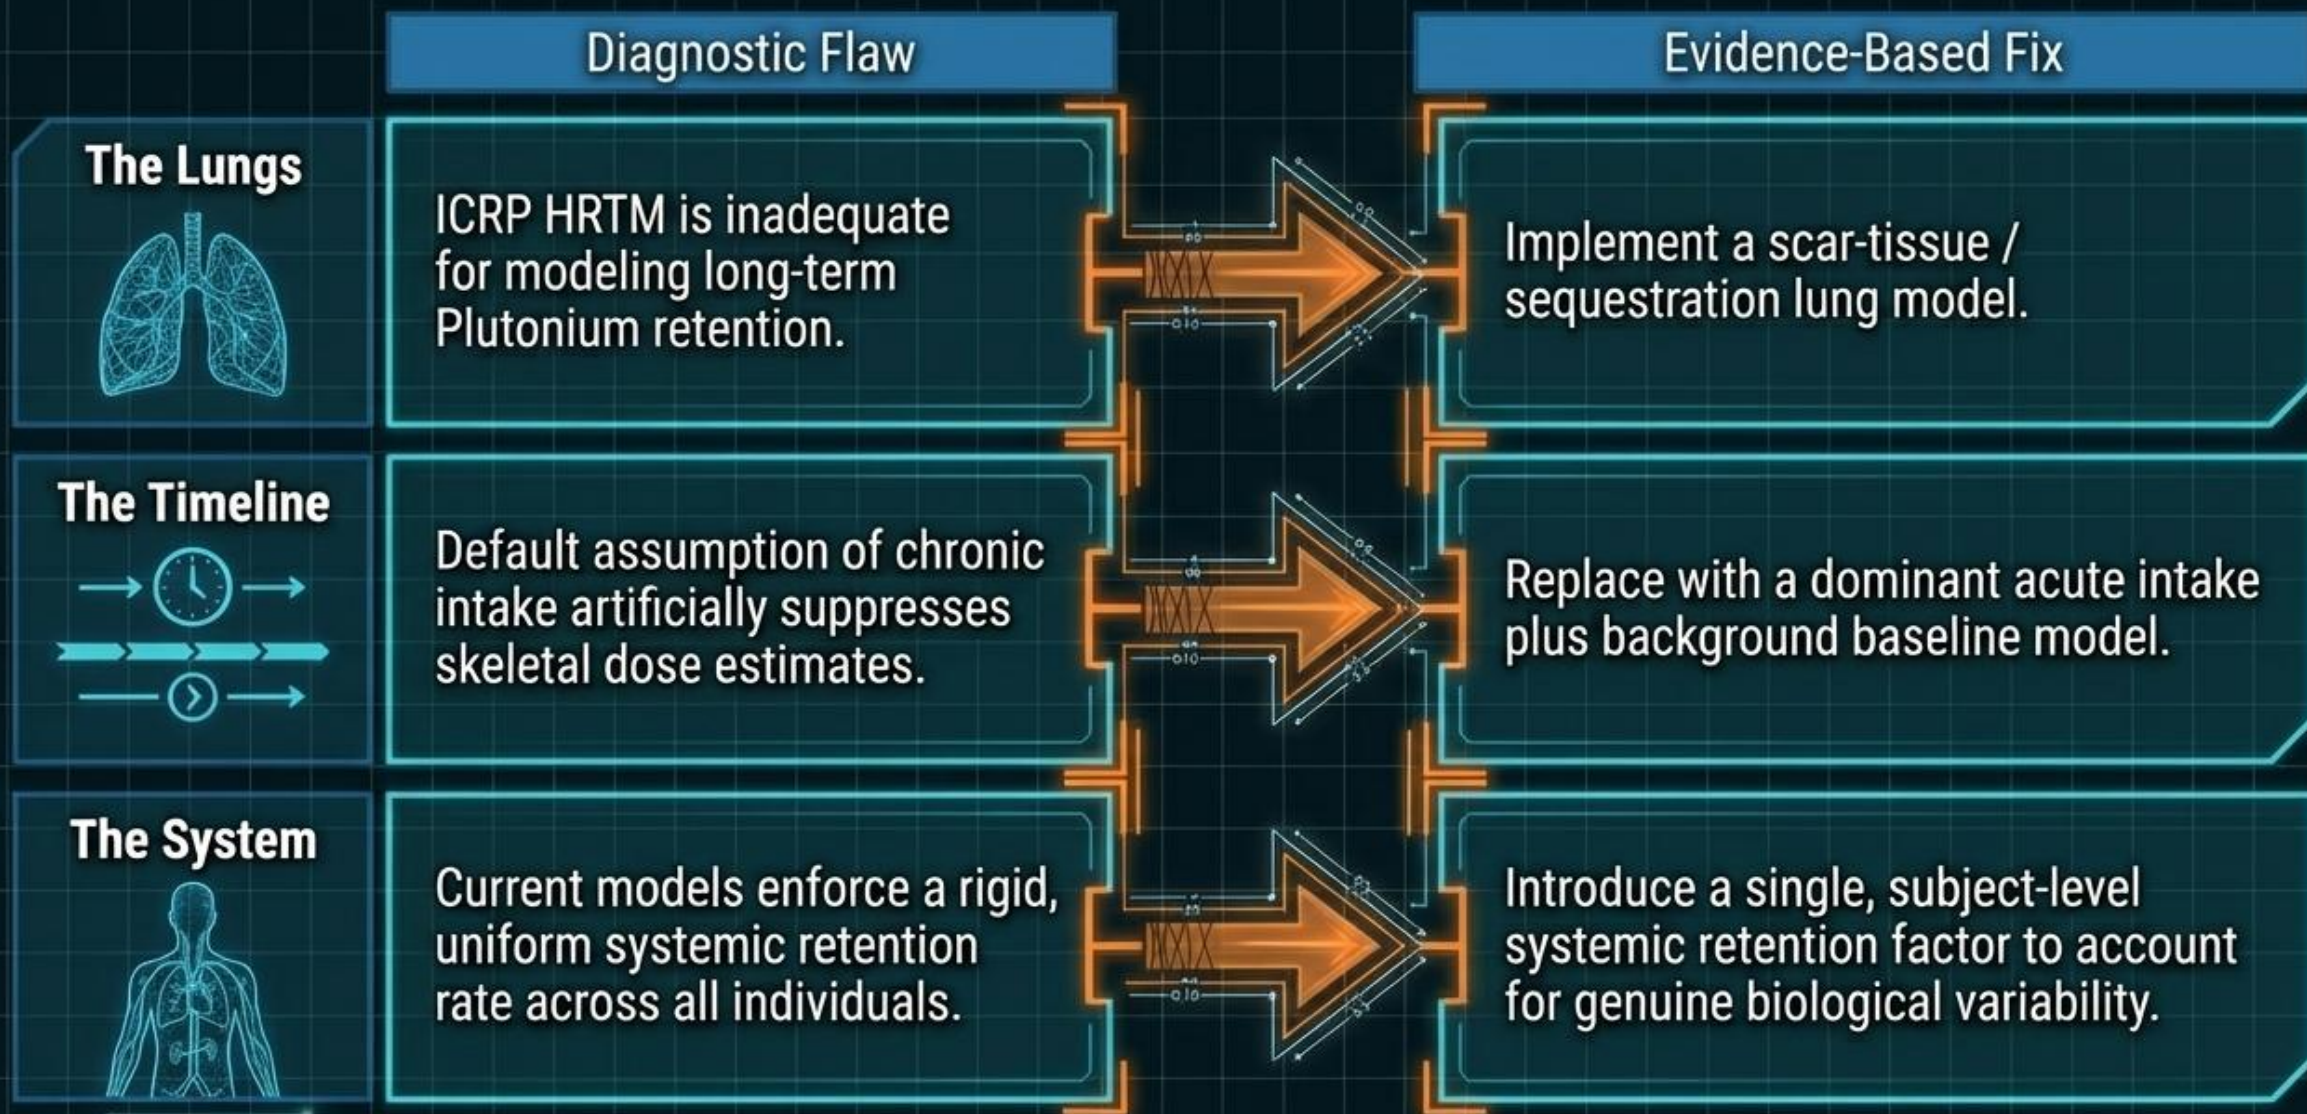 Diagnostic Flaw
Evidence-Based Fix
The Lungs
ICRP HRTM is inadequate
for modeling long-term
Plutonium retention.
Implement a scar-tissue /
sequestration lung model.
The Timeline
Default assumption of chronic
intake artificially suppresses
skeletal dose estimates.
Replace with a dominant acute intake
plus background baseline model.
The System
Current models enforce a rigid,
uniform systemic retention
rate across all individuals.
Introduce a single, subject-level
systemic retention factor to account
for genuine biological variability.